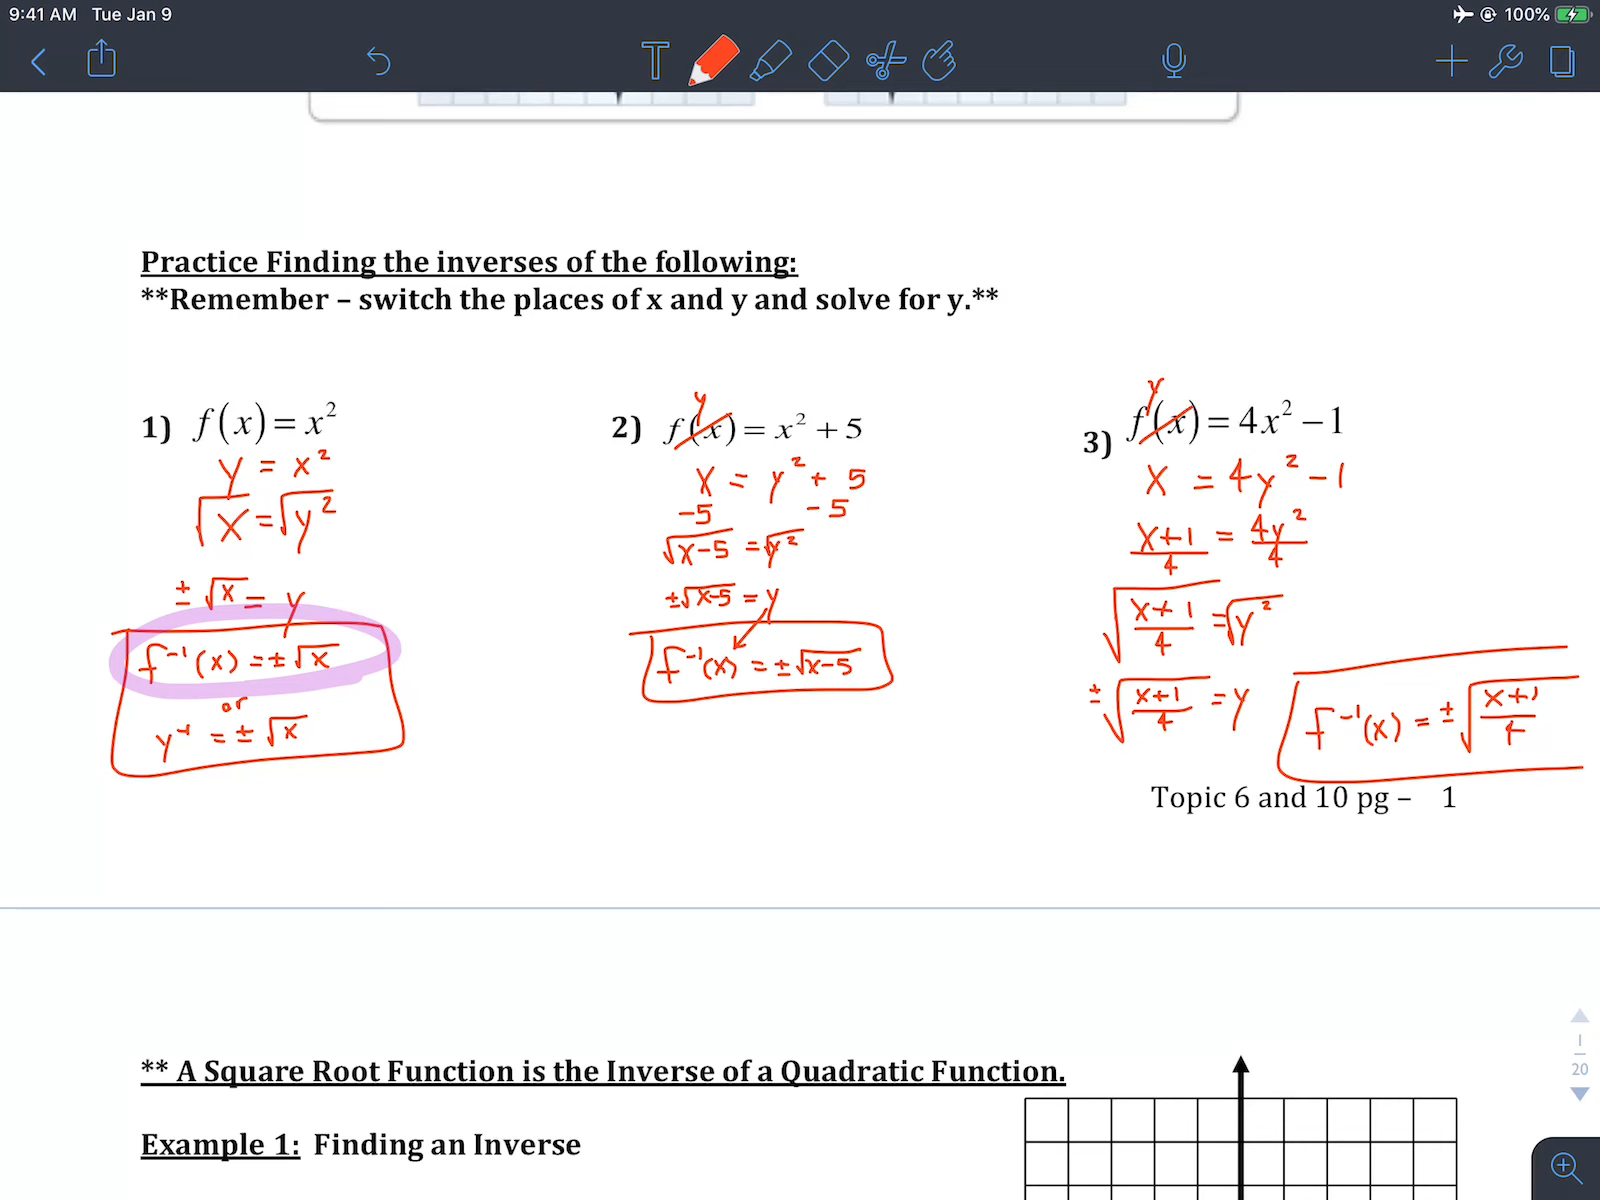 9:41 AM Tue Jan 9
100%
Practice Finding the inverses of the following:
**Remember – switch the places of x and y and solve for y.**
1) f(x) = x²
y = x²
√x = √y²
± √x = y
f⁻¹(x) = ± √x
or
y⁻¹ = ± √x
2) f(x) = x² + 5
y
x = y² + 5
-5 -5
√x-5 = √y²
±√x-5 = y
f⁻¹(x) = ± √x-5
3) f(x) = 4x² – 1
y
x = 4y² - 1
x+1/4 = 4y²/4
√x+1/4 = √y²
± √x+1/4 = y
f⁻¹(x) = ± √x+1/4
Topic 6 and 10 pg – 1
** A Square Root Function is the Inverse of a Quadratic Function.
Example 1: Finding an Inverse
1
20